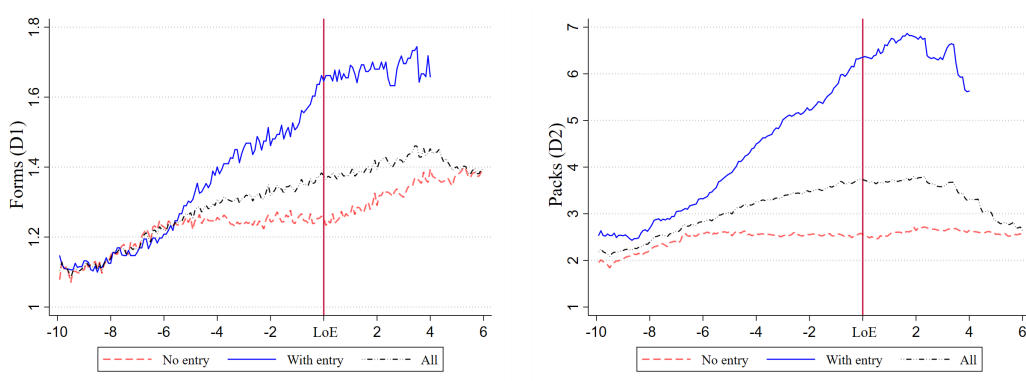 Forms (D1)
1 1.2 1.4 1.6 1.8
-10 -8 -6 -4 -2 LoE 2 4 6
No entry With entry All
Packs (D2)
1 2 3 4 5 6 7
-10 -8 -6 -4 -2 LoE 2 4 6
No entry With entry All